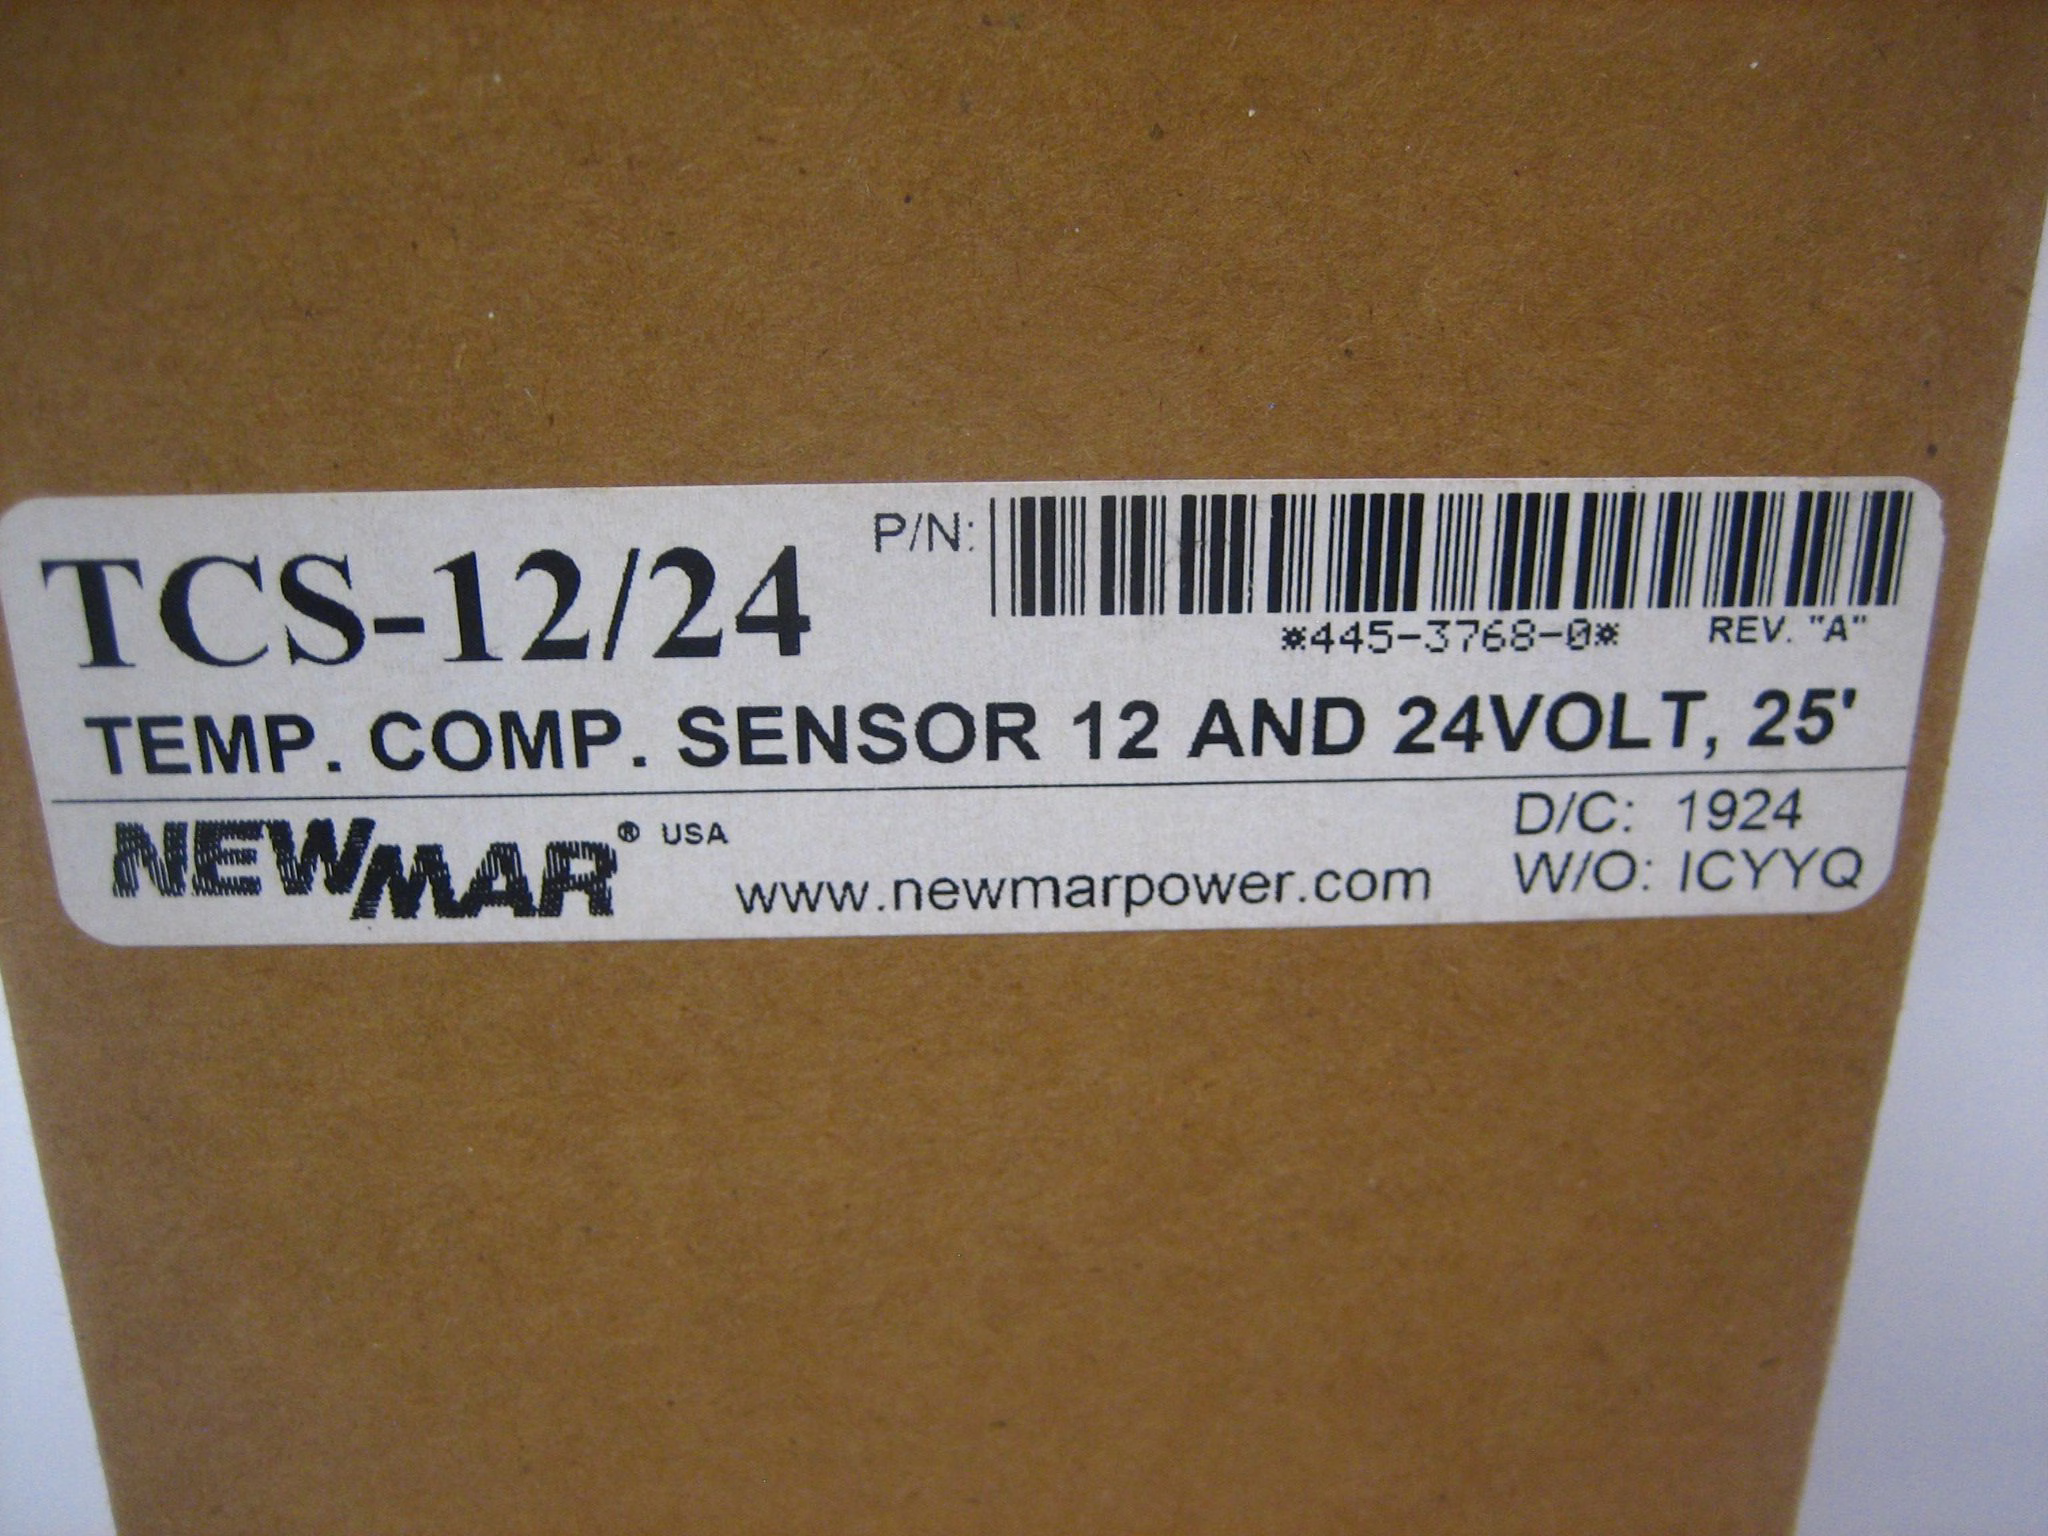 TCS-12/24
P/N:
*445-3768-0*
REV. "A"
TEMP. COMP. SENSOR 12 AND 24VOLT, 25'
NEWMAR® USA
www.newmarpower.com
D/C: 1924
W/O: ICYYQ